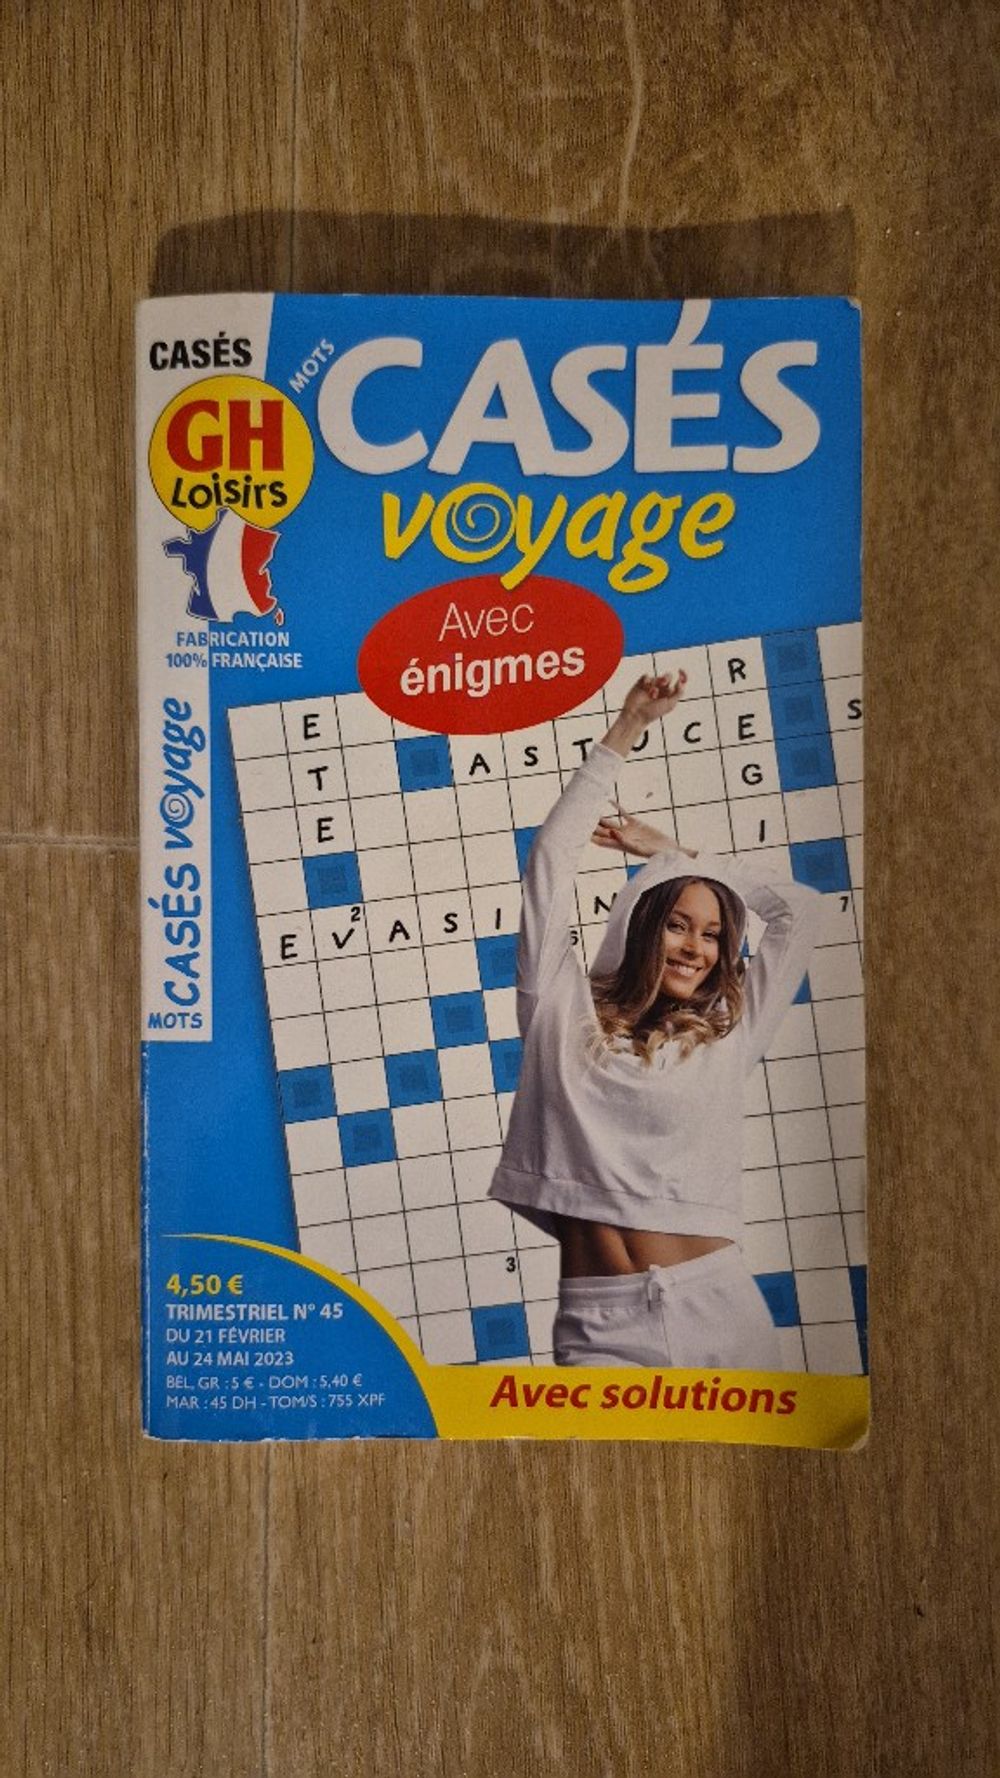 CASÉS
GH
Loisirs
FABRICATION
100% FRANÇAISE
MOTS
CASÉS
voyage
Avec
énigmes
MOTS CASÉS voyage
E
R
T
A S T U C E
S
E
G
I
E V A S I N
2
6
7
3
4,50 €
TRIMESTRIEL N° 45
DU 21 FÉVRIER
AU 24 MAI 2023
BEL, GR : 5 € - DOM : 5,40 €
MAR : 45 DH - TOM/S : 755 XPF
Avec solutions